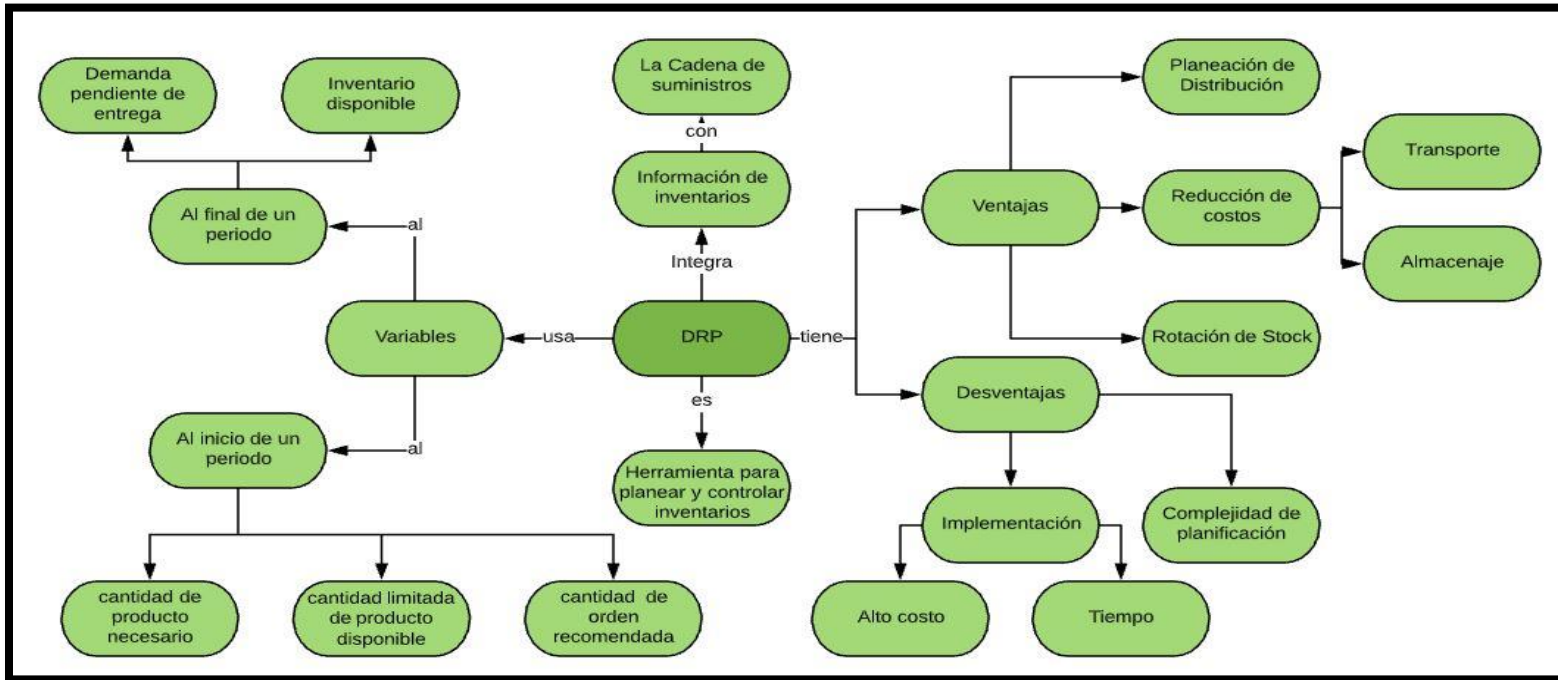 Demanda
pendiente de
entrega
Inventario
disponible
La Cadena de
suministros
Planeación de
Distribución
con
Transporte
Al final de un
periodo
al
Información de
inventarios
Ventajas
Reducción de
costos
Integra
Almacenaje
Variables
usa
DRP
tiene
Rotación de Stock
Desventajas
es
Al inicio de un
periodo
al
Herramienta para
planear y controlar
inventarios
Implementación
Complejidad de
planificación
cantidad de
producto
necesario
cantidad limitada
de producto
disponible
cantidad de
orden
recomendada
Alto costo
Tiempo